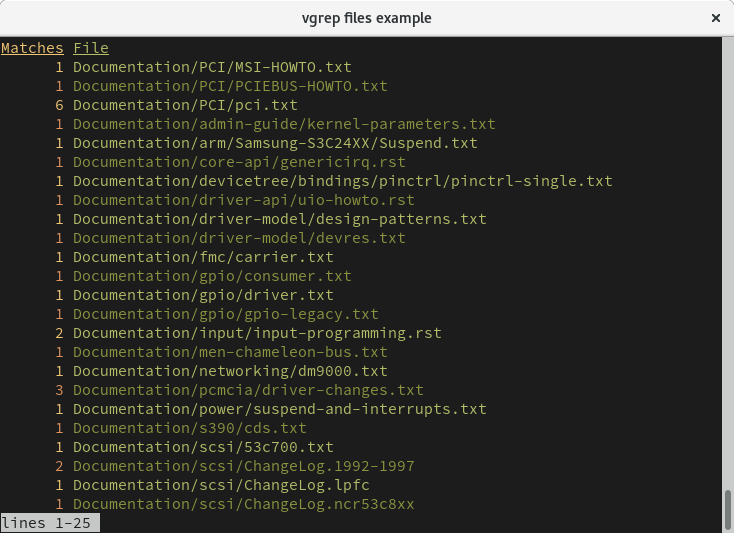 vgrep files example
Matches File
1 Documentation/PCI/MSI-HOWTO.txt
1 Documentation/PCI/PCIEBUS-HOWTO.txt
6 Documentation/PCI/pci.txt
1 Documentation/admin-guide/kernel-parameters.txt
1 Documentation/arm/Samsung-S3C24XX/Suspend.txt
1 Documentation/core-api/genericirq.rst
1 Documentation/devicetree/bindings/pinctrl/pinctrl-single.txt
1 Documentation/driver-api/uio-howto.rst
1 Documentation/driver-model/design-patterns.txt
1 Documentation/driver-model/devres.txt
1 Documentation/fmc/carrier.txt
1 Documentation/gpio/consumer.txt
1 Documentation/gpio/driver.txt
1 Documentation/gpio/gpio-legacy.txt
2 Documentation/input/input-programming.rst
1 Documentation/men-chameleon-bus.txt
1 Documentation/networking/dm9000.txt
3 Documentation/pcmcia/driver-changes.txt
1 Documentation/power/suspend-and-interrupts.txt
1 Documentation/s390/cds.txt
1 Documentation/scsi/53c700.txt
2 Documentation/scsi/ChangeLog.1992-1997
1 Documentation/scsi/ChangeLog.lpfc
1 Documentation/scsi/ChangeLog.ncr53c8xx
lines 1-25